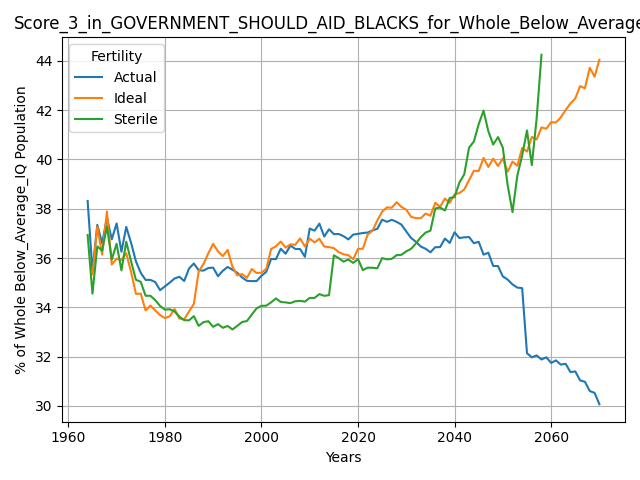 Score_3_in_GOVERNMENT_SHOULD_AID_BLACKS_for_Whole_Below_Average
Fertility
Actual
Ideal
Sterile
% of Whole Below_Average_IQ Population
44
42
40
38
36
34
32
30
1960 1980 2000 2020 2040 2060
Years